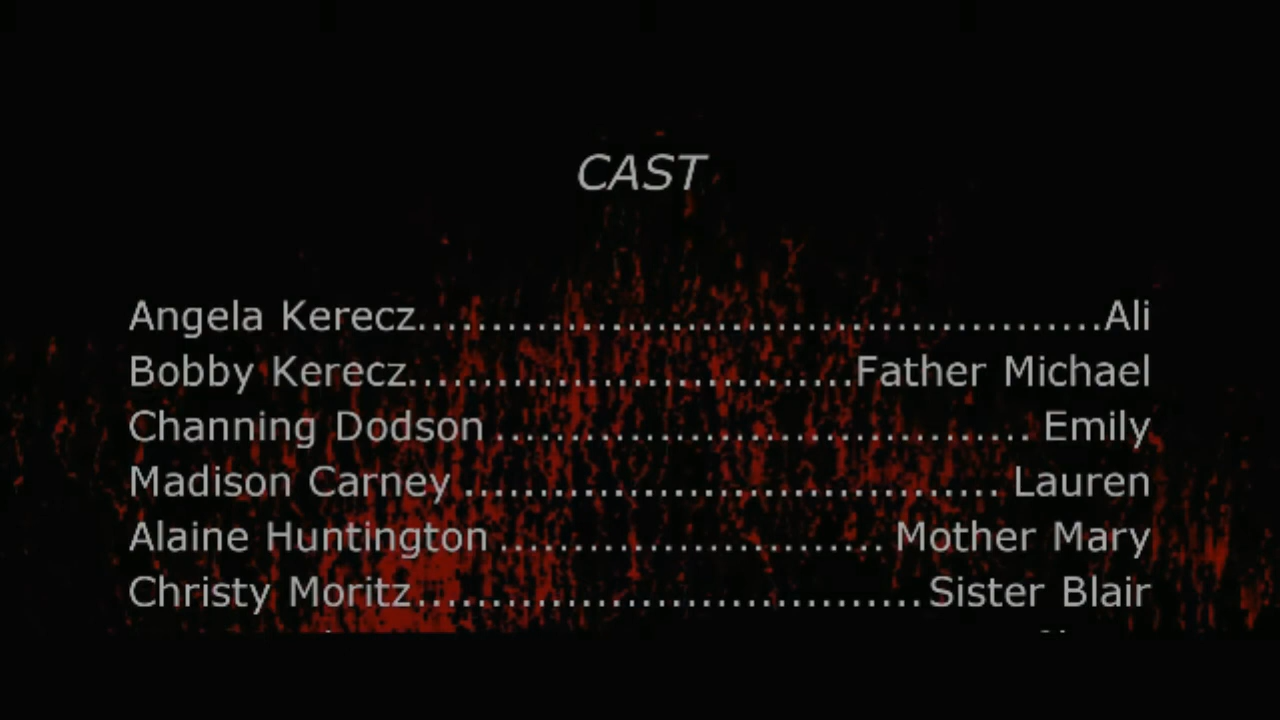 CAST
Angela Kerecz..............................................Ali
Bobby Kerecz..............................Father Michael
Channing Dodson .................................... Emily
Madison Carney .................................... Lauren
Alaine Huntington .......................... Mother Mary
Christy Moritz..................................Sister Blair